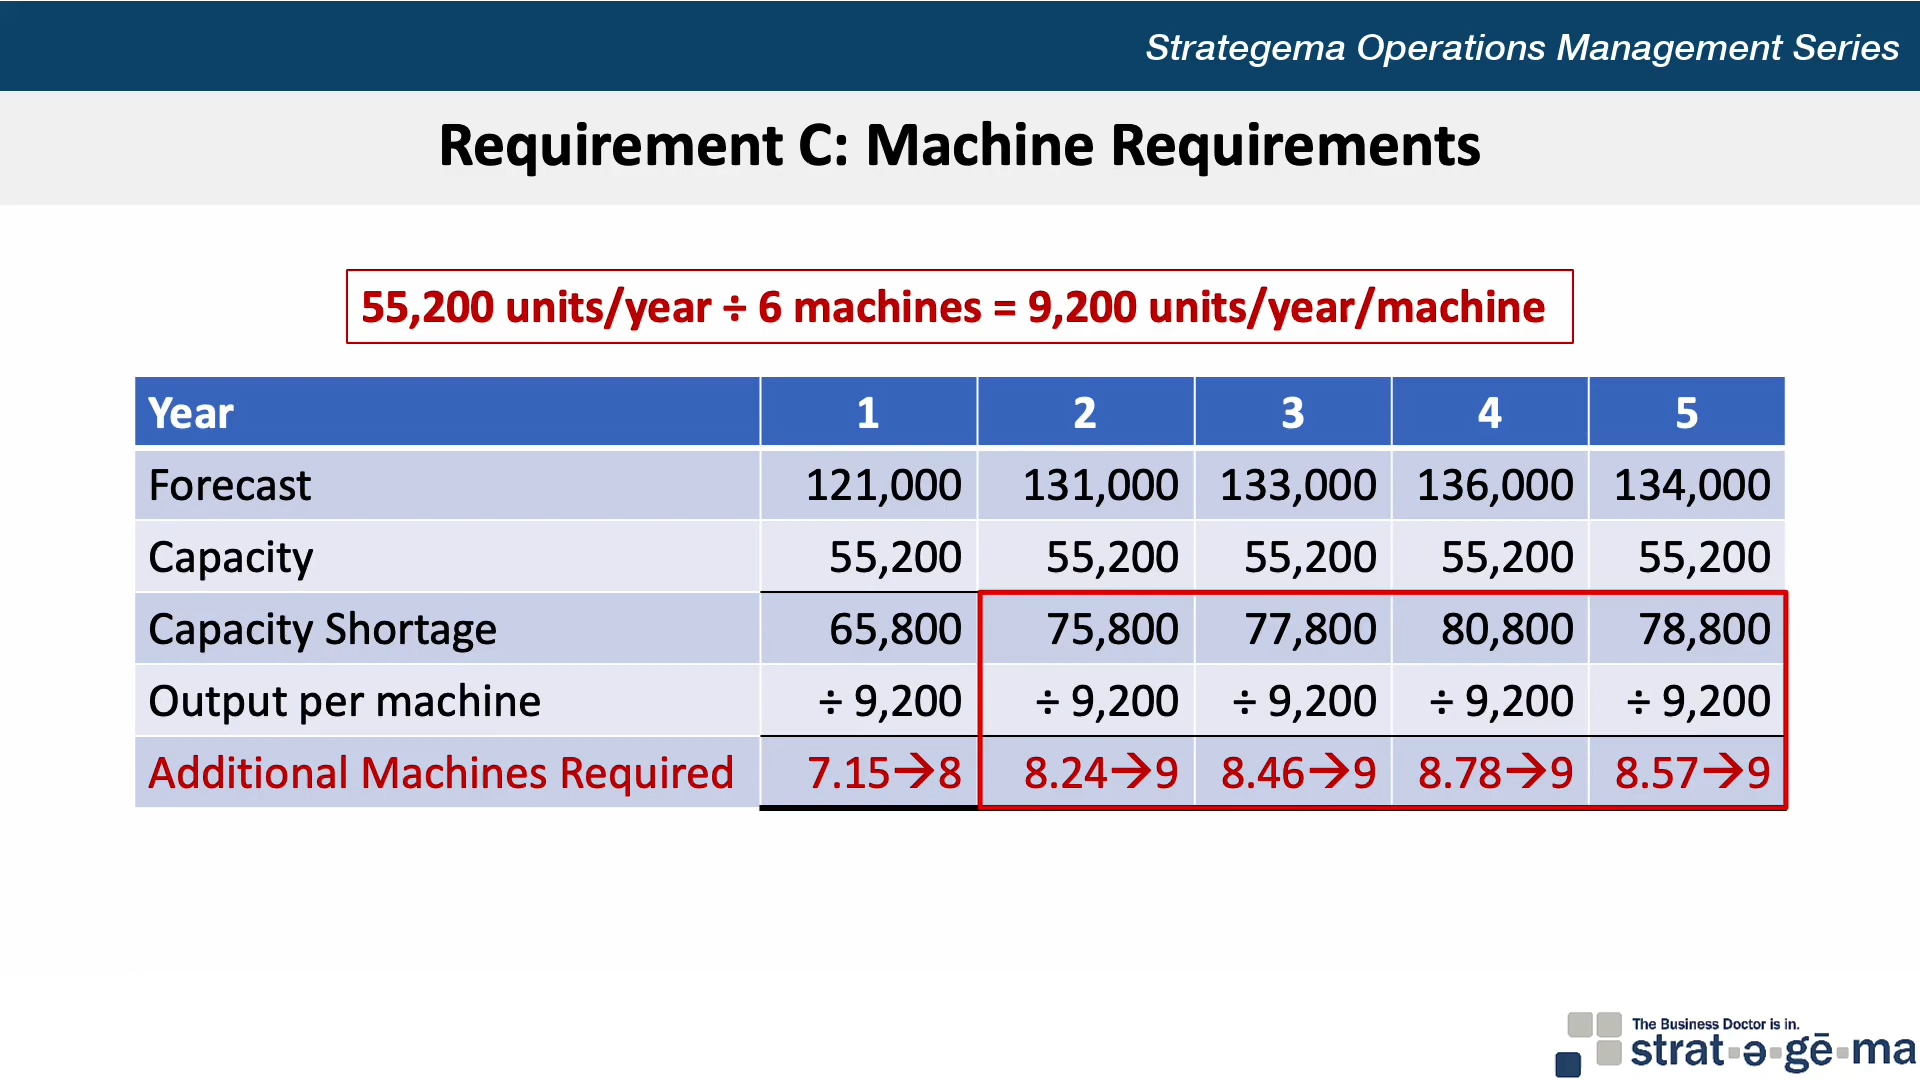 Strategema Operations Management Series
Requirement C: Machine Requirements
55,200 units/year ÷ 6 machines = 9,200 units/year/machine
Year 1 2 3 4 5
Forecast 121,000 131,000 133,000 136,000 134,000
Capacity 55,200 55,200 55,200 55,200 55,200
Capacity Shortage 65,800 75,800 77,800 80,800 78,800
Output per machine ÷ 9,200 ÷ 9,200 ÷ 9,200 ÷ 9,200 ÷ 9,200
Additional Machines Required 7.15→8 8.24→9 8.46→9 8.78→9 8.57→9
The Business Doctor is in.
strat▪ə▪gē▪ma